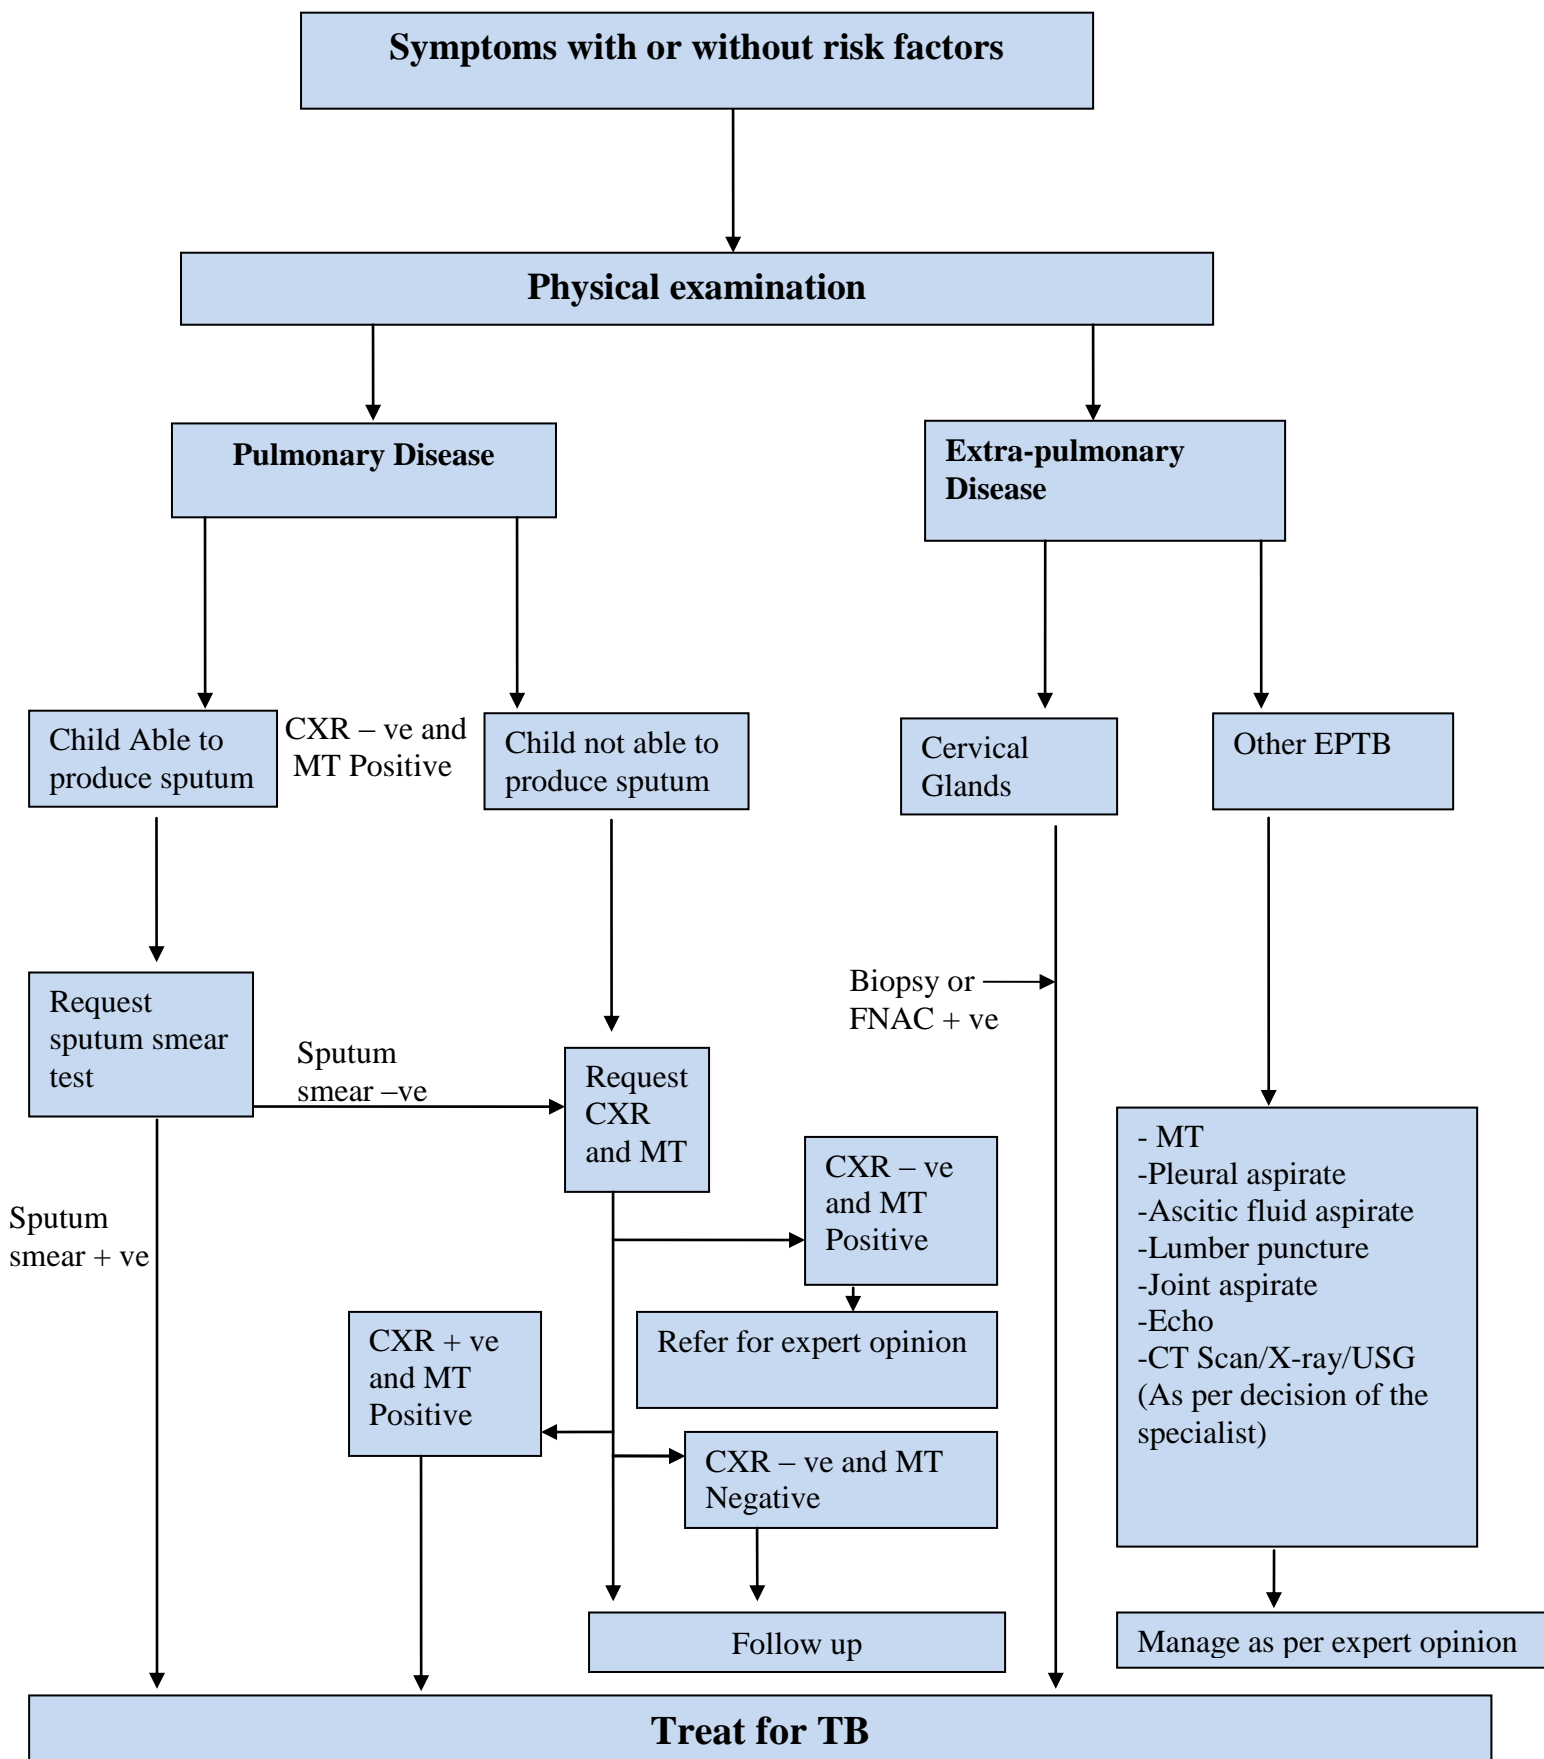 Symptoms with or without risk factors
Physical examination
Pulmonary Disease
Extra-pulmonary
Disease
Child Able to
produce sputum
CXR – ve and
MT Positive
Child not able to
produce sputum
Cervical
Glands
Other EPTB
Request
sputum smear
test
Sputum
smear –ve
Request
CXR
and MT
Biopsy or
FNAC + ve
Sputum
smear + ve
CXR – ve
and MT
Positive
Refer for expert opinion
CXR + ve
and MT
Positive
CXR – ve and MT
Negative
- MT
-Pleural aspirate
-Ascitic fluid aspirate
-Lumber puncture
-Joint aspirate
-Echo
-CT Scan/X-ray/USG
(As per decision of the
specialist)
Follow up
Manage as per expert opinion
Treat for TB